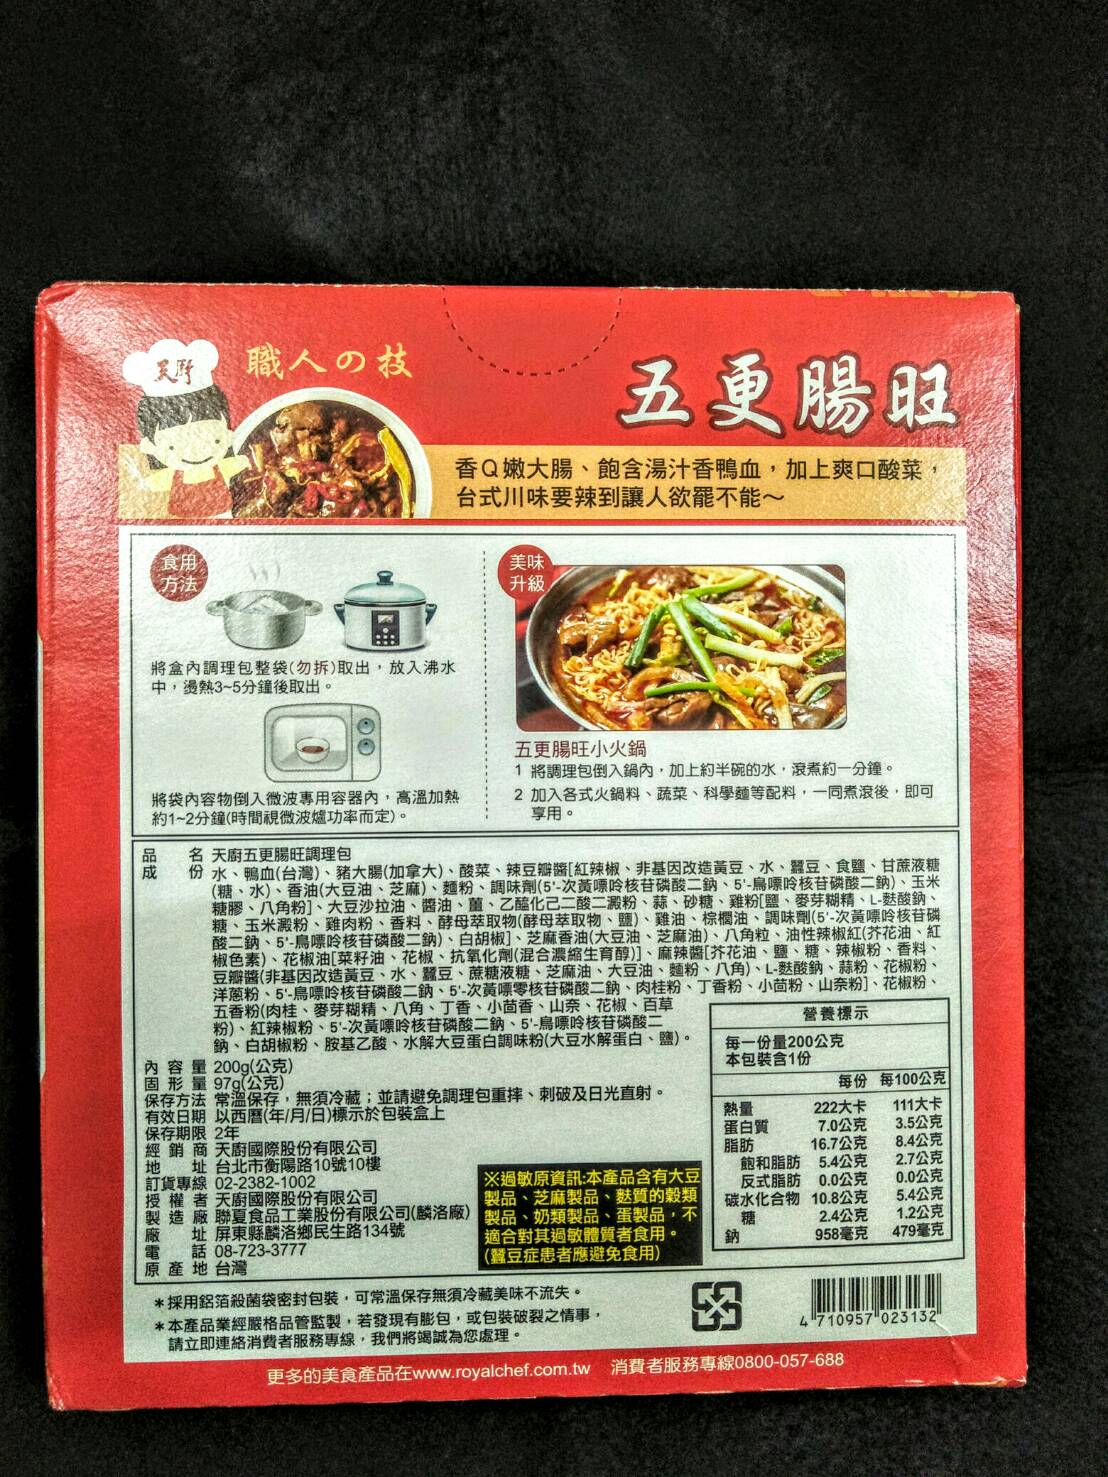 天廚
職人の技
五更腸旺
香Q嫩大腸、飽含湯汁香鴨血，加上爽口酸菜，
台式川味要辣到讓人欲罷不能～
食用
方法
將盒內調理包整袋(勿拆)取出，放入沸水
中，燙熱3~5分鐘後取出。
將袋內容物倒入微波專用容器內，高溫加熱
約1~2分鐘(時間視微波爐功率而定)。
美味
升級
五更腸旺小火鍋
1 將調理包倒入鍋內，加上約半碗的水，滾煮約一分鐘。
2 加入各式火鍋料、蔬菜、科學麵等配料，一同煮滾後，即可
享用。
品名 天廚五更腸旺調理包
成份 水、鴨血(台灣)、豬大腸(加拿大)、酸菜、辣豆瓣醬[紅辣椒、非基因改造黃豆、水、蠶豆、食鹽、甘蔗液糖
(糖、水)、香油(大豆油、芝麻)、麵粉、調味劑(5'-次黃嘌呤核苷磷酸二鈉、5'-鳥嘌呤核苷磷酸二鈉)、玉米
糖膠、八角粉]、大豆沙拉油、醬油、薑、乙醯化己二酸二澱粉、蒜、砂糖、雞粉[鹽、麥芽糊精、L-麩酸鈉、
糖、玉米澱粉、雞肉粉、香料、酵母萃取物(酵母萃取物、鹽)、雞油、棕櫚油、調味劑(5'-次黃嘌呤核苷磷
酸二鈉、5'-鳥嘌呤核苷磷酸二鈉)、白胡椒]、芝麻香油(大豆油、芝麻油)、八角粒、油性辣椒紅(芥花油、紅
椒色素)、花椒油[菜籽油、花椒、抗氧化劑(混合濃縮生育醇)]、麻辣醬[芥花油、鹽、糖、辣椒粉、香料、
豆瓣醬(非基因改造黃豆、水、蠶豆、蔗糖液糖、芝麻油、大豆油、麵粉、八角)、L-麩酸鈉、蒜粉、花椒粉、
洋蔥粉、5'-鳥嘌呤核苷磷酸二鈉、5'-次黃嘌零核苷磷酸二鈉、肉桂粉、丁香粉、小茴粉、山奈粉]、花椒粉、
五香粉(肉桂、麥芽糊精、八角、丁香、小茴香、山奈、花椒、百草
粉)、紅辣椒粉、5'-次黃嘌呤核苷磷酸二鈉、5'-鳥嘌呤核苷磷酸二
鈉、白胡椒粉、胺基乙酸、水解大豆蛋白調味粉(大豆水解蛋白、鹽)。
內容量 200g(公克)
固形量 97g(公克)
保存方法 常溫保存，無須冷藏；並請避免調理包重摔、刺破及日光直射。
有效日期 以西曆(年/月/日)標示於包裝盒上
保存期限 2年
經銷商 天廚國際股份有限公司
地址 台北市衡陽路10號10樓
訂貨專線 02-2382-1002
授權者 天廚國際股份有限公司
製造廠 聯夏食品工業股份有限公司(麟洛廠)
廠址 屏東縣麟洛鄉民生路134號
電話 08-723-3777
原產地 台灣
※過敏原資訊:本產品含有大豆
製品、芝麻製品、麩質的穀類
製品、奶類製品、蛋製品，不
適合對其過敏體質者食用。
(蠶豆症患者應避免食用)
營養標示
每一份量200公克
本包裝含1份
每份 每100公克
熱量 222大卡 111大卡
蛋白質 7.0公克 3.5公克
脂肪 16.7公克 8.4公克
飽和脂肪 5.4公克 2.7公克
反式脂肪 0.0公克 0.0公克
碳水化合物 10.8公克 5.4公克
糖 2.4公克 1.2公克
鈉 958毫克 479毫克
＊採用鋁箔殺菌袋密封包裝，可常溫保存無須冷藏美味不流失。
＊本產品業經嚴格品管監製，若發現有膨包，或包裝破裂之情事，
請立即連絡消費者服務專線，我們將竭誠為您處理。
4 710957 023132
更多的美食產品在www.royalchef.com.tw 消費者服務專線0800-057-688